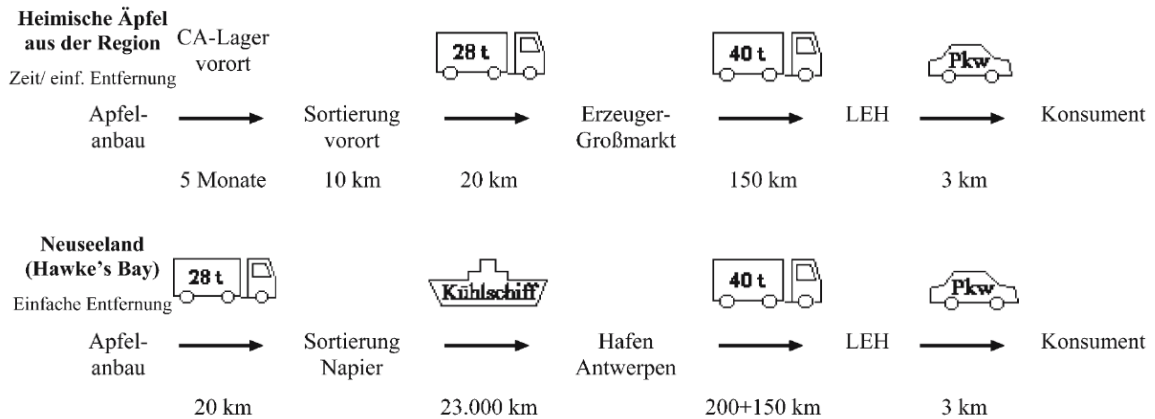 Heimische Äpfel
aus der Region
CA-Lager
vorort
28 t
40 t
Pkw
Zeit/ einf. Entfernung
Apfel-
anbau
Sortierung
vorort
Erzeuger-
Großmarkt
LEH
Konsument
5 Monate
10 km
20 km
150 km
3 km
Neuseeland
(Hawke's Bay)
28 t
Kühlschiff
40 t
Pkw
Einfache Entfernung
Apfel-
anbau
Sortierung
Napier
Hafen
Antwerpen
LEH
Konsument
20 km
23.000 km
200+150 km
3 km